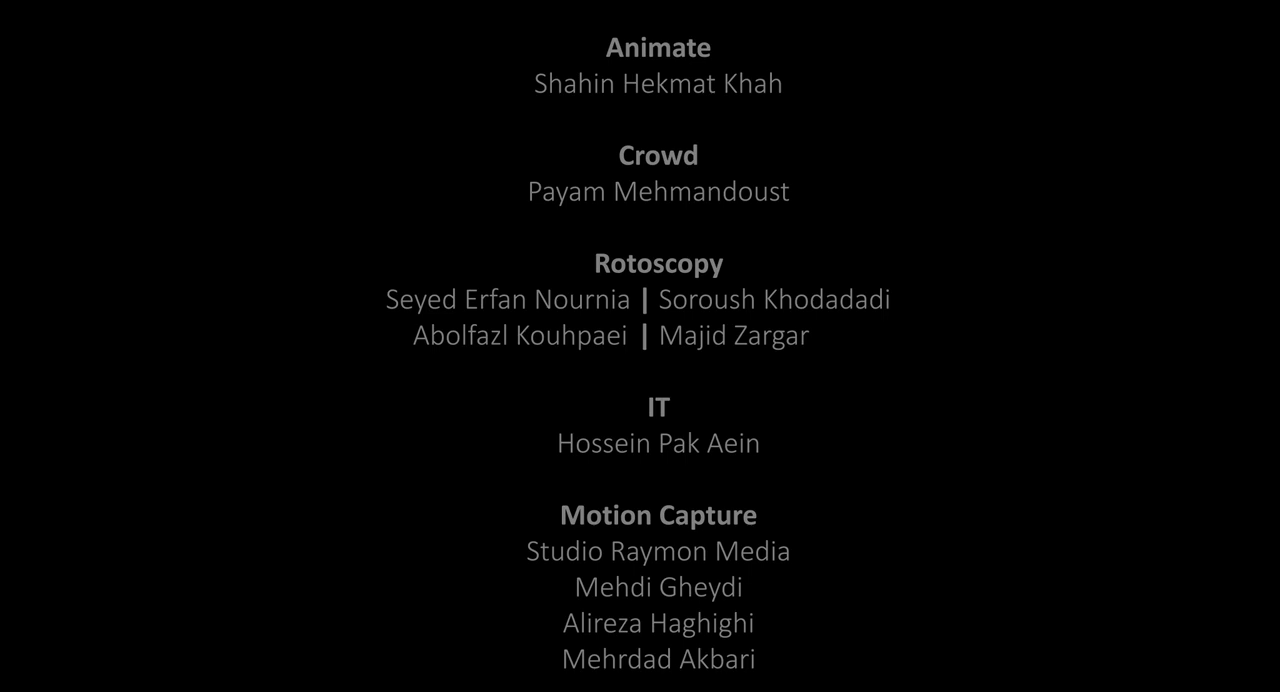 Animate
Shahin Hekmat Khah
Crowd
Payam Mehmandoust
Rotoscopy
Seyed Erfan Nournia | Soroush Khodadadi
Abolfazl Kouhpaei | Majid Zargar
IT
Hossein Pak Aein
Motion Capture
Studio Raymon Media
Mehdi Gheydi
Alireza Haghighi
Mehrdad Akbari